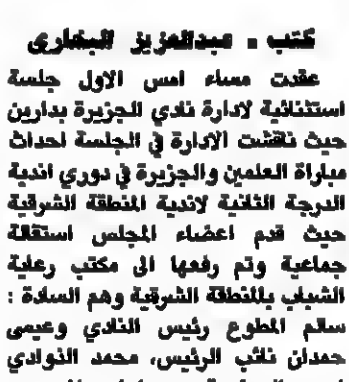 كتب ـ عبدالعزيز البخارى
عقدت مساء امس الاول جلسة
استثنائية لادارة نادي الجزيرة بدارين
حيث ناقشت الادارة في الجلسة احداث
مباراة العلمين والجزيرة في دوري اندية
الدرجة الثانية لاندية المنطقة الشرقية
حيث قدم اعضاء المجلس استقالة
جماعية وتم رفعها الى مكتب رعاية
الشباب بالمنطقة الشرقية وهم السادة :
سالم المطوع رئيس النادي وعيسى
حمدان نائب الرئيس، محمد الذوادي